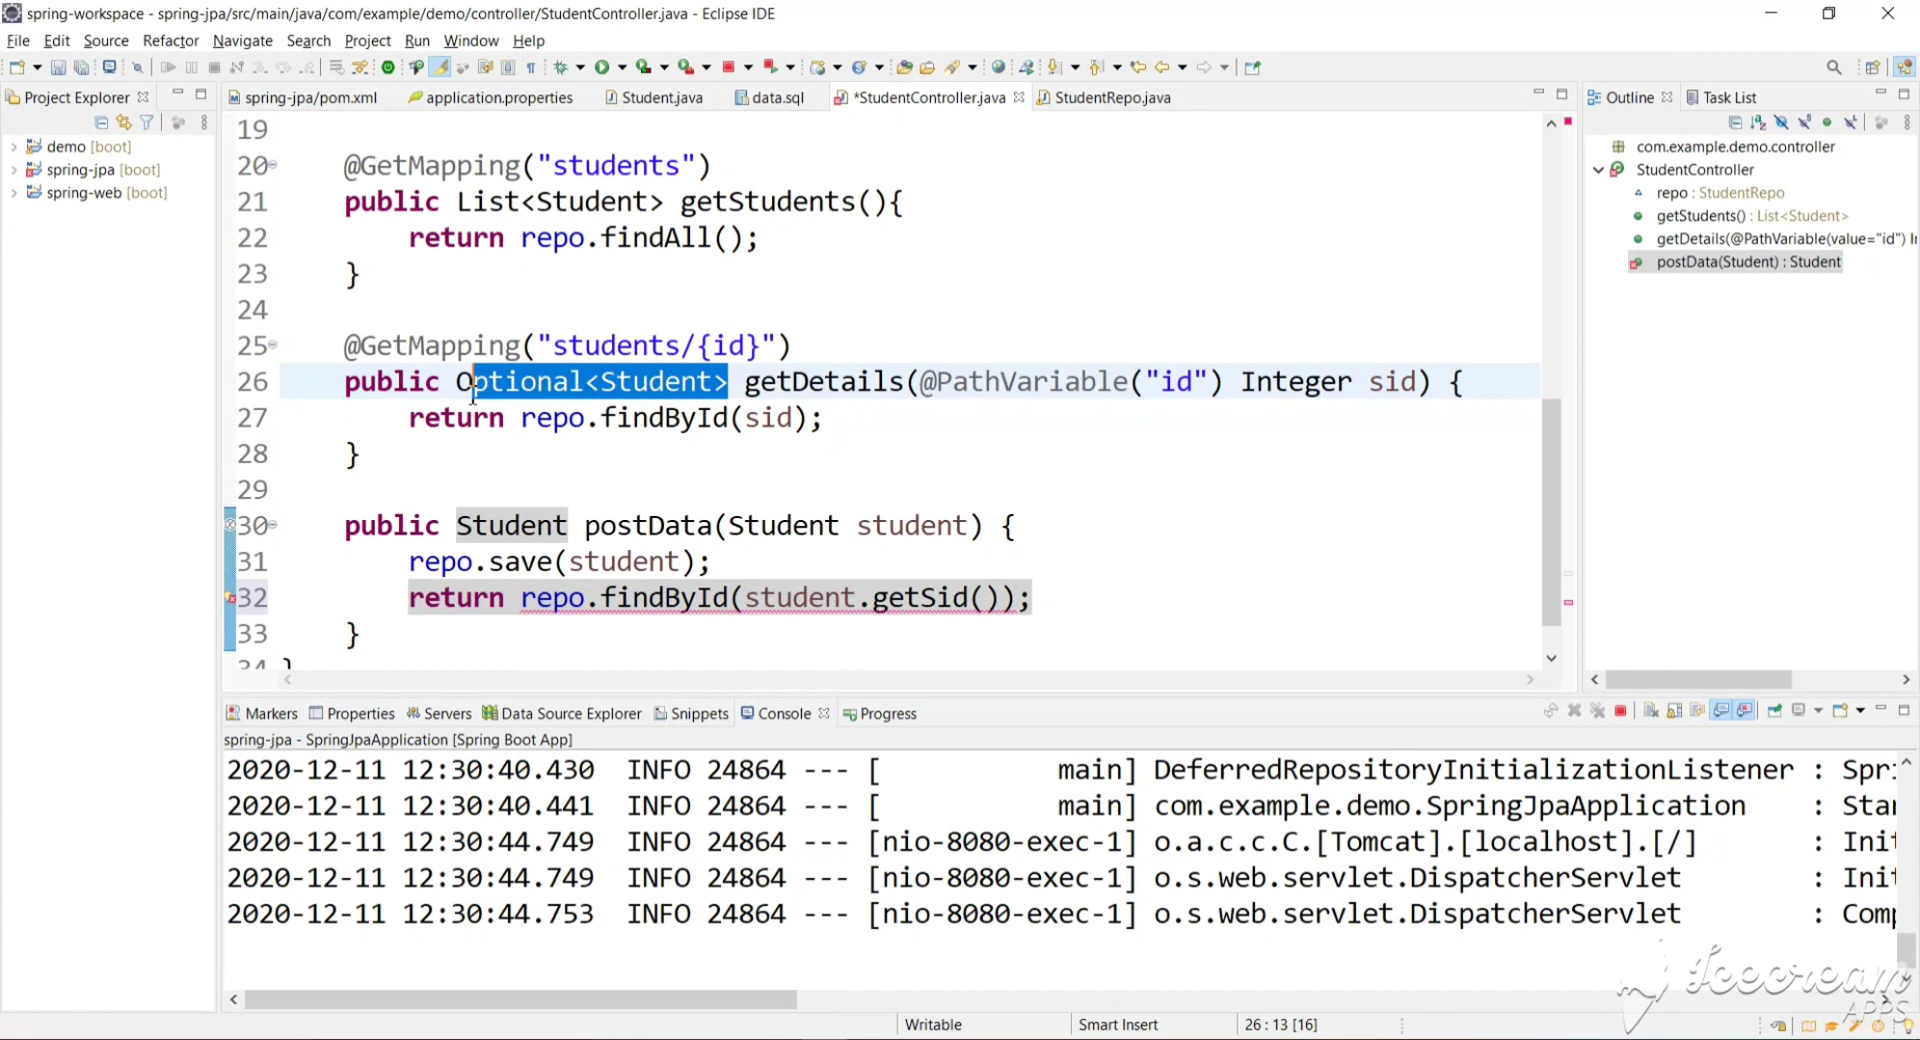 spring-workspace - spring-jpa/src/main/java/com/example/demo/controller/StudentController.java - Eclipse IDE
File Edit Source Refactor Navigate Search Project Run Window Help
Project Explorer
spring-jpa/pom.xml application.properties Student.java data.sql *StudentController.java StudentRepo.java
Outline Task List
demo [boot]
spring-jpa [boot]
spring-web [boot]
19
20 @GetMapping("students")
21 public List<Student> getStudents(){
22 return repo.findAll();
23 }
24
25 @GetMapping("students/{id}")
26 public Optional<Student> getDetails(@PathVariable("id") Integer sid) {
27 return repo.findById(sid);
28 }
29
30 public Student postData(Student student) {
31 repo.save(student);
32 return repo.findById(student.getSid());
33 }
34 }
com.example.demo.controller
StudentController
repo : StudentRepo
getStudents() : List<Student>
getDetails(@PathVariable(value="id") I
postData(Student) : Student
Markers Properties Servers Data Source Explorer Snippets Console Progress
spring-jpa - SpringJpaApplication [Spring Boot App]
2020-12-11 12:30:40.430 INFO 24864 --- [ main] DeferredRepositoryInitializationListener : Spri
2020-12-11 12:30:40.441 INFO 24864 --- [ main] com.example.demo.SpringJpaApplication : Star
2020-12-11 12:30:44.749 INFO 24864 --- [nio-8080-exec-1] o.a.c.c.C.[Tomcat].[localhost].[/] : Init
2020-12-11 12:30:44.749 INFO 24864 --- [nio-8080-exec-1] o.s.web.servlet.DispatcherServlet : Init
2020-12-11 12:30:44.753 INFO 24864 --- [nio-8080-exec-1] o.s.web.servlet.DispatcherServlet : Comp
Icecream
APPS
Writable Smart Insert 26 : 13 [16]